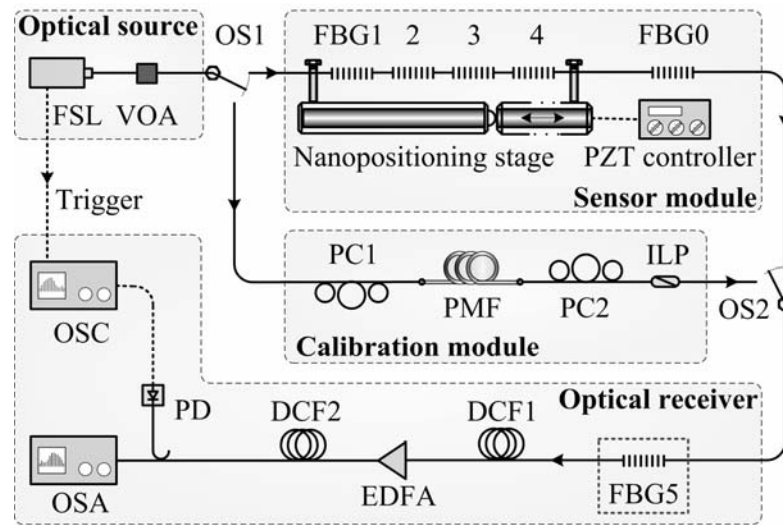 Optical source
OS1
FBG1 2 3 4 FBG0
FSL VOA
Nanopositioning stage PZT controller
Sensor module
Trigger
PC1 ILP
PMF PC2 OS2
Calibration module
OSC
PD DCF2 DCF1 Optical receiver
OSA EDFA FBG5